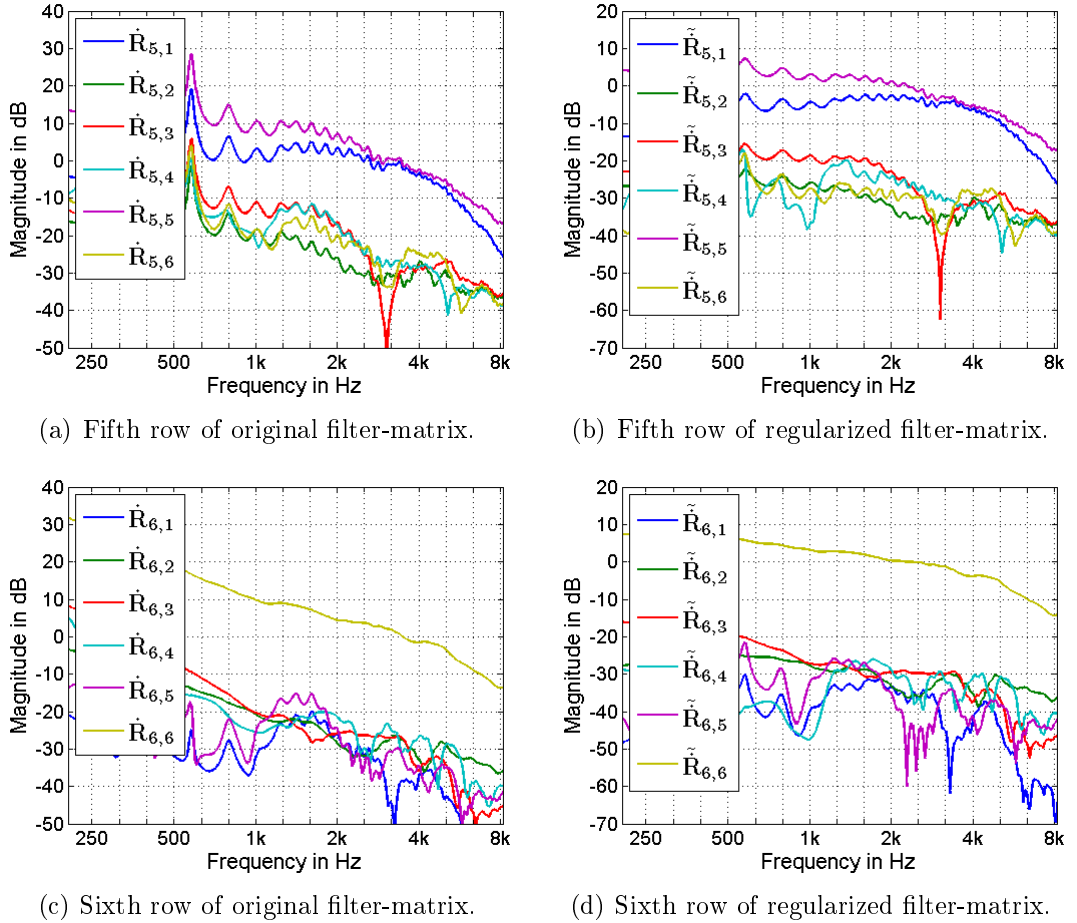 40
30
20
10
0
-10
-20
-30
-40
-50
Magnitude in dB
Ṙ5,1
Ṙ5,2
Ṙ5,3
Ṙ5,4
Ṙ5,5
Ṙ5,6
250 500 1k 2k 4k 8k
Frequency in Hz
(a) Fifth row of original filter-matrix.
20
10
0
-10
-20
-30
-40
-50
-60
-70
Magnitude in dB
Ṙ̃5,1
Ṙ̃5,2
Ṙ̃5,3
Ṙ̃5,4
Ṙ̃5,5
Ṙ̃5,6
250 500 1k 2k 4k 8k
Frequency in Hz
(b) Fifth row of regularized filter-matrix.
40
30
20
10
0
-10
-20
-30
-40
-50
Magnitude in dB
Ṙ6,1
Ṙ6,2
Ṙ6,3
Ṙ6,4
Ṙ6,5
Ṙ6,6
250 500 1k 2k 4k 8k
Frequency in Hz
(c) Sixth row of original filter-matrix.
20
10
0
-10
-20
-30
-40
-50
-60
-70
Magnitude in dB
Ṙ̃6,1
Ṙ̃6,2
Ṙ̃6,3
Ṙ̃6,4
Ṙ̃6,5
Ṙ̃6,6
250 500 1k 2k 4k 8k
Frequency in Hz
(d) Sixth row of regularized filter-matrix.